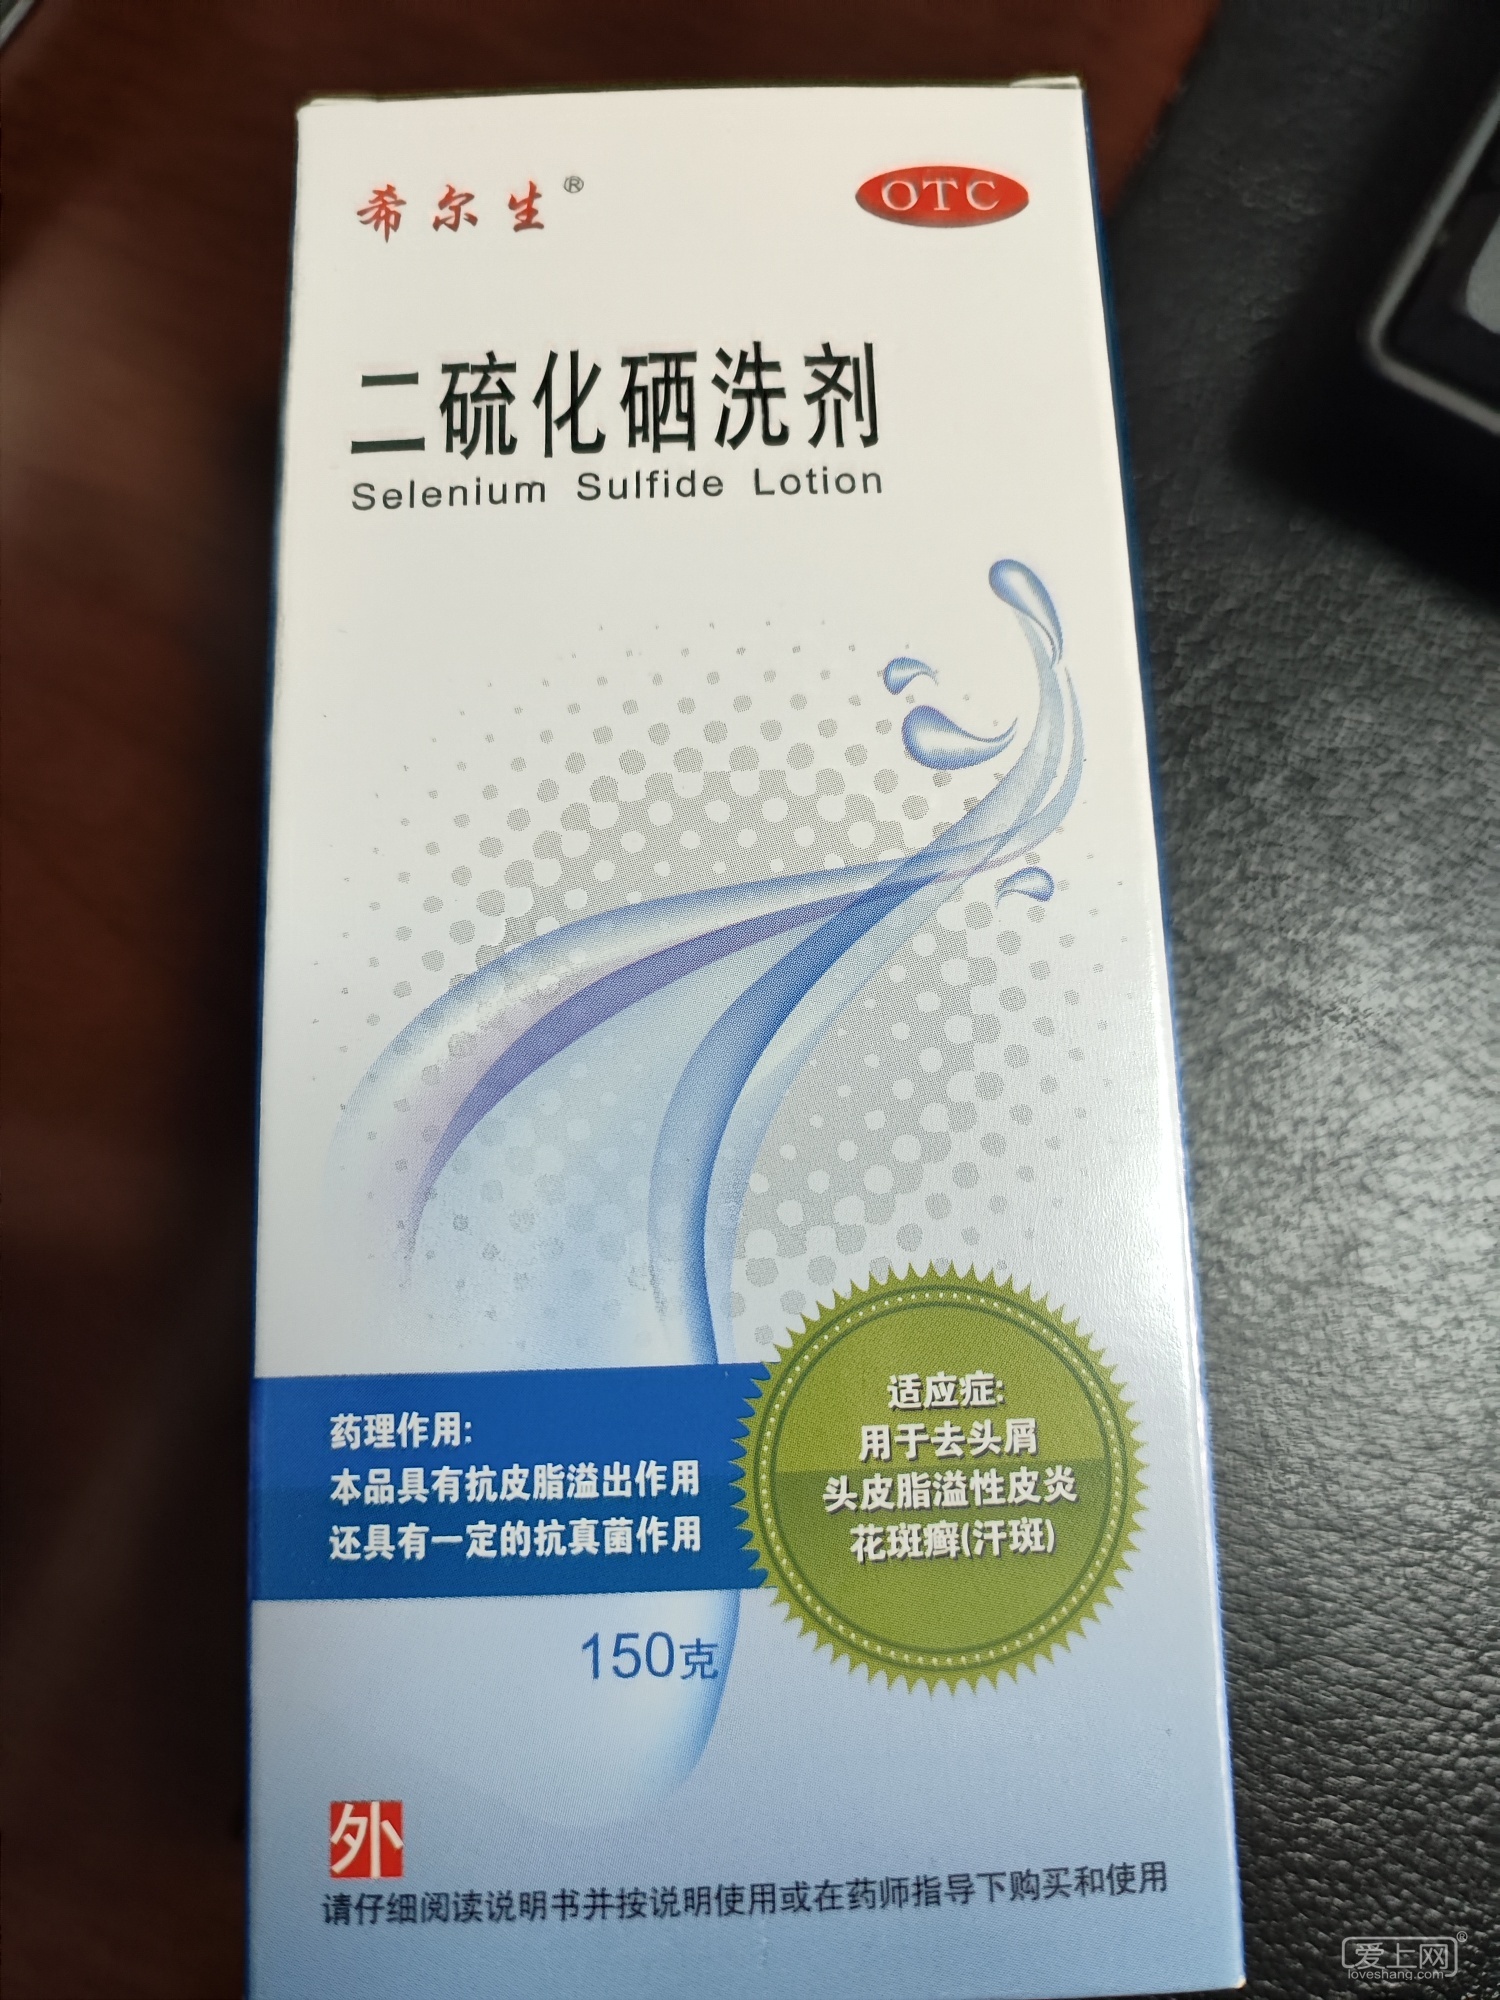 希尔生®
OTC
二硫化硒洗剂
Selenium Sulfide Lotion
适应症:
用于去头屑
头皮脂溢性皮炎
花斑癣(汗斑)
药理作用:
本品具有抗皮脂溢出作用
还具有一定的抗真菌作用
150克
外
请仔细阅读说明书并按说明使用或在药师指导下购买和使用
爱上网®
loveshang.com